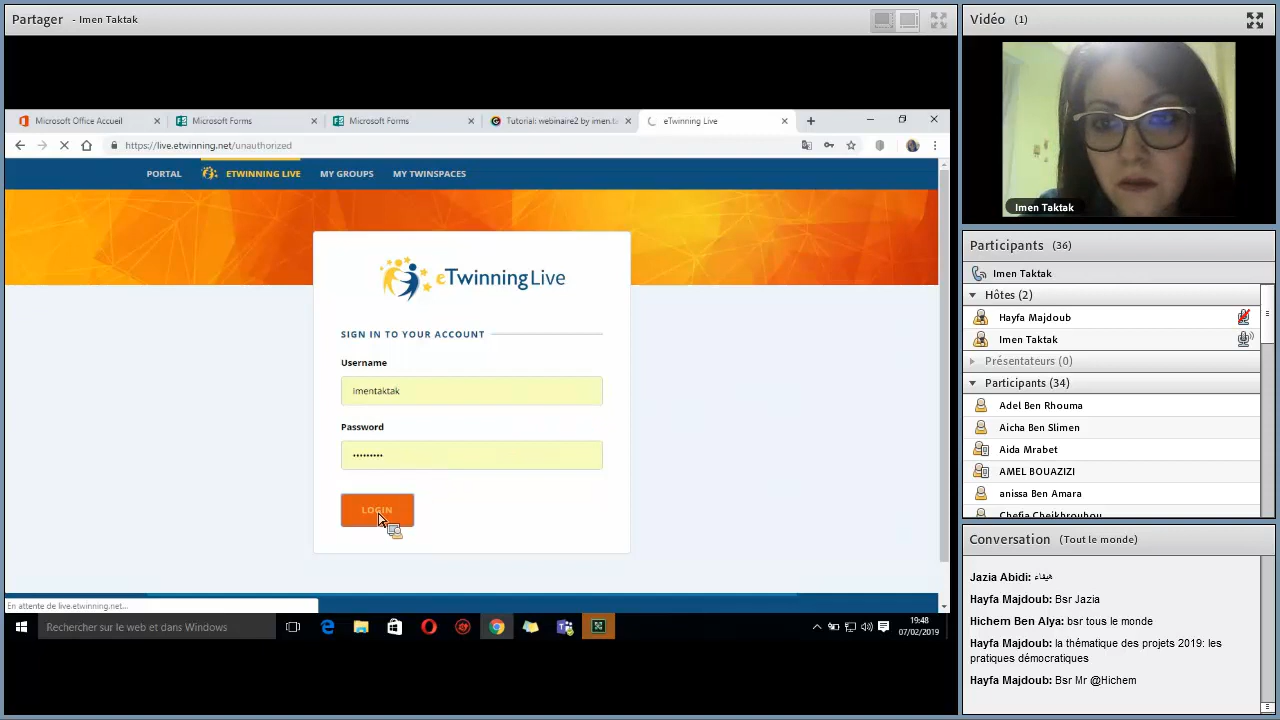 Partager - Imen Taktak
Vidéo (1)
Microsoft Office Accueil
Microsoft Forms
Microsoft Forms
Tutorial: webinaire2 by imen.ta
eTwinning Live
https://live.etwinning.net/unauthorized
PORTAL
ETWINNING LIVE
MY GROUPS
MY TWINSPACES
eTwinning Live
SIGN IN TO YOUR ACCOUNT
Username
Imentaktak
Password
•••••••••
LOGIN
En attente de live.etwinning.net...
Rechercher sur le web et dans Windows
19:48
07/02/2019
Imen Taktak
Participants (36)
Imen Taktak
Hôtes (2)
Hayfa Majdoub
Imen Taktak
Présentateurs (0)
Participants (34)
Adel Ben Rhouma
Aicha Ben Slimen
Aida Mrabet
AMEL BOUAZIZI
anissa Ben Amara
Chefia Cheikhrouhou
Conversation (Tout le monde)
Jazia Abidi: هيفاء
Hayfa Majdoub: Bsr Jazia
Hichem Ben Alya: bsr tous le monde
Hayfa Majdoub: la thématique des projets 2019: les
pratiques démocratiques
Hayfa Majdoub: Bsr Mr @Hichem